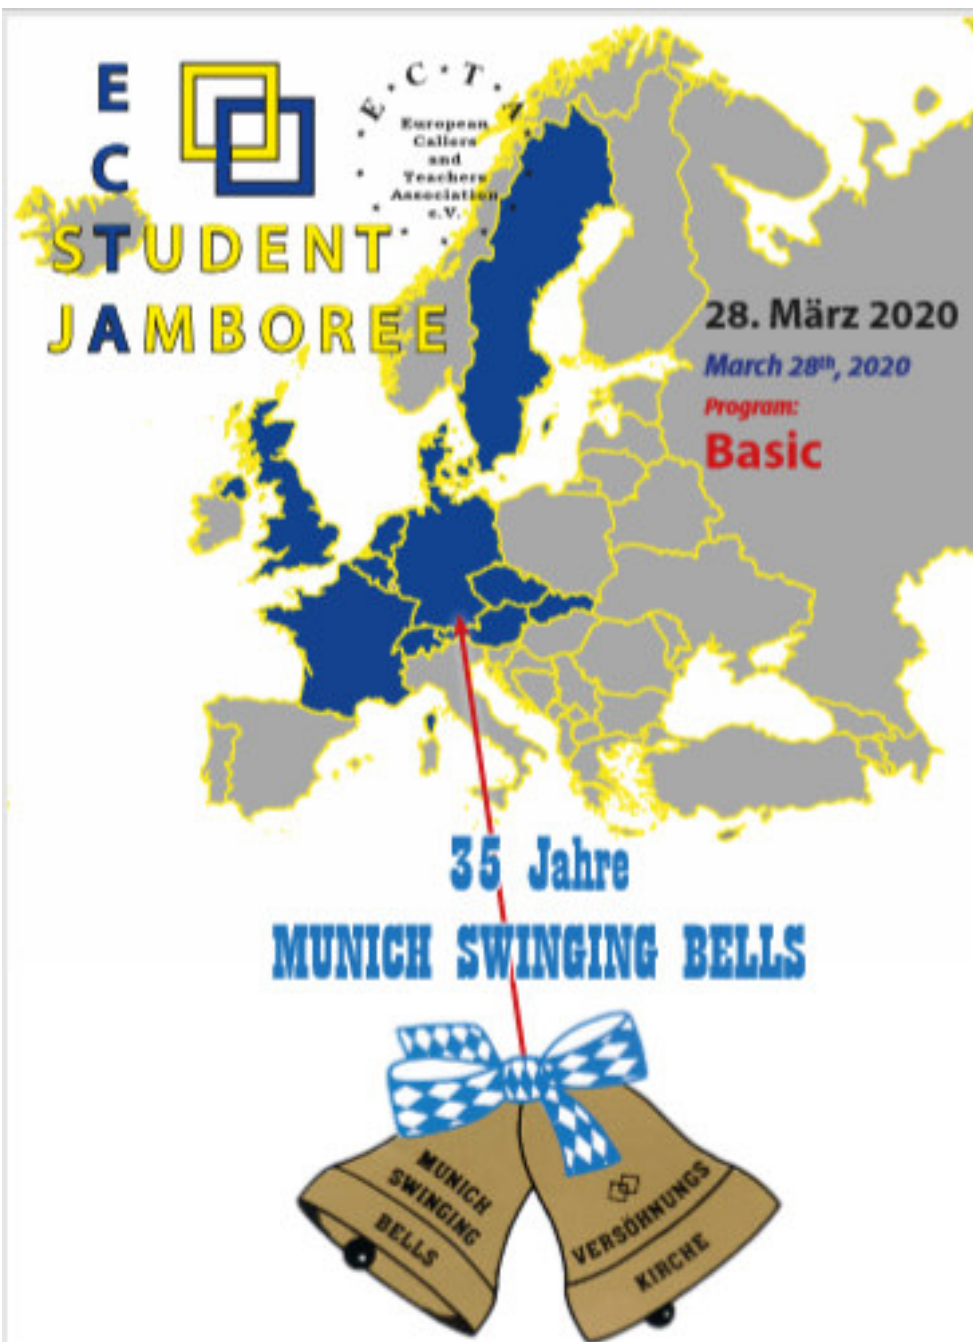 E
C
STUDENT
JAMBOREE
E · C · T · A
European
Callers
and
Teachers
Association
e.V.
28. März 2020
March 28th, 2020
Program:
Basic
35 Jahre
MUNICH SWINGING BELLS
MUNICH
SWINGING
BELLS
VERSÖHNUNGS
KIRCHE